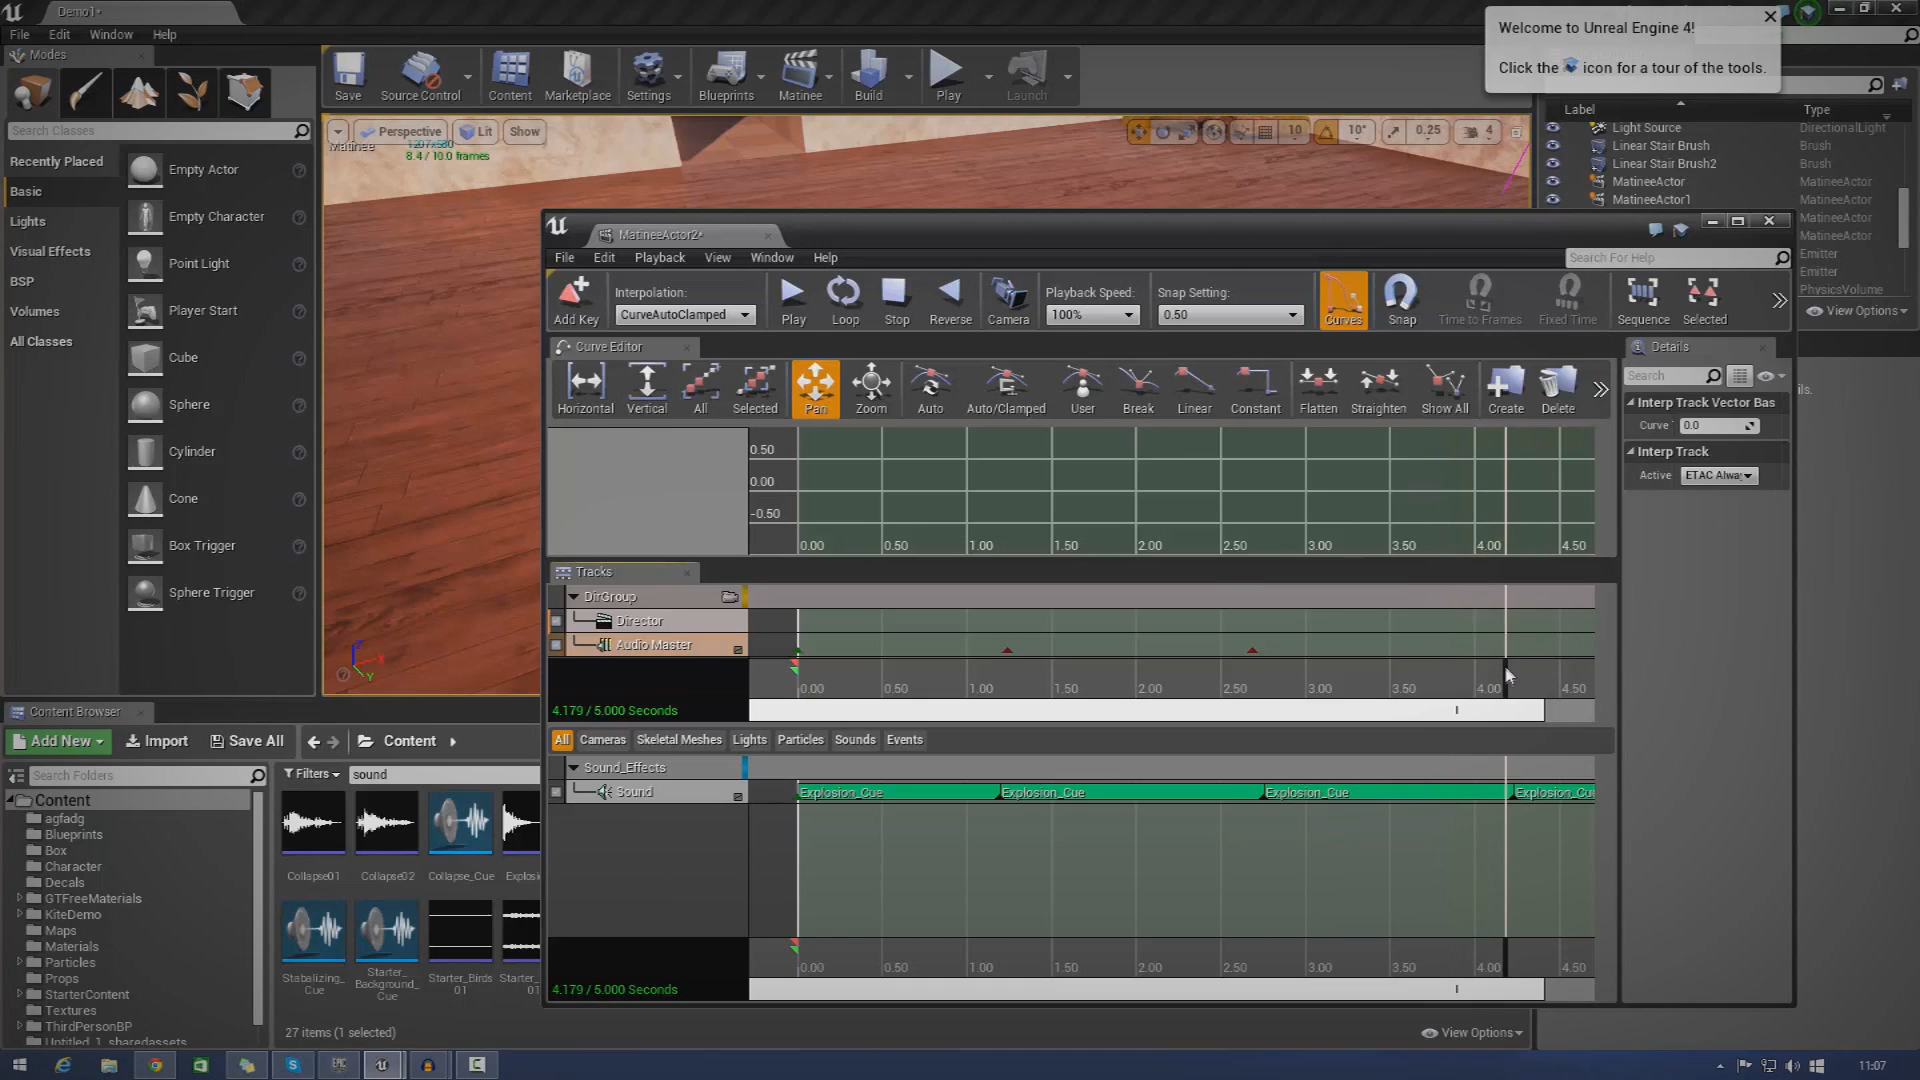 Demo1*
File Edit Window Help
Welcome to Unreal Engine 4!
Click the icon for a tour of the tools.
Modes
Save Source Control Content Marketplace Settings Blueprints Matinee Build Play Launch
Search Classes
Recently Placed
Basic
Lights
Visual Effects
BSP
Volumes
All Classes
Empty Actor
Empty Character
Point Light
Player Start
Cube
Sphere
Cylinder
Cone
Box Trigger
Sphere Trigger
Perspective Lit Show
Matinee
8.4 / 10.0 frames
10 10° 0.25 4
Label Type
Light Source DirectionalLight
Linear Stair Brush Brush
Linear Stair Brush2 Brush
MatineeActor MatineeActor
MatineeActor1 MatineeActor
MatineeActor
MatineeActor
Emitter
Emitter
PhysicsVolume
View Options
MatineeActor2*
File Edit Playback View Window Help
Search For Help
Add Key
Interpolation:
CurveAutoClamped
Play Loop Stop Reverse Camera
Playback Speed:
100%
Snap Setting:
0.50
Curves Snap Time to Frames Fixed Time Sequence Selected
Curve Editor
Horizontal Vertical All Selected Pan Zoom Auto Auto/Clamped User Break Linear Constant Flatten Straighten Show All Create Delete
0.50
0.00
-0.50
0.00 0.50 1.00 1.50 2.00 2.50 3.00 3.50 4.00 4.50
Details
Search
Interp Track Vector Bas
Curve 0.0
Interp Track
Active ETAC Alwa
ls.
Tracks
DirGroup
Director
Audio Master
0.00 0.50 1.00 1.50 2.00 2.50 3.00 3.50 4.00 4.50
4.179 / 5.000 Seconds
All Cameras Skeletal Meshes Lights Particles Sounds Events
Sound_Effects
Sound
Explosion_Cue Explosion_Cue Explosion_Cue Explosion_Cue
0.00 0.50 1.00 1.50 2.00 2.50 3.00 3.50 4.00 4.50
4.179 / 5.000 Seconds
Content Browser
Add New Import Save All Content
Search Folders
Filters sound
Content
agfadg
Blueprints
Box
Character
Decals
GTFreeMaterials
KiteDemo
Maps
Materials
Particles
Props
StarterContent
Textures
ThirdPersonBP
Untitled_1_sharedassets
Collapse01 Collapse02 Collapse_Cue Explosi
Stabalizing_Cue
Starter_Background_Cue
Starter_Birds01
Starter_
27 items (1 selected)
View Options
11:07